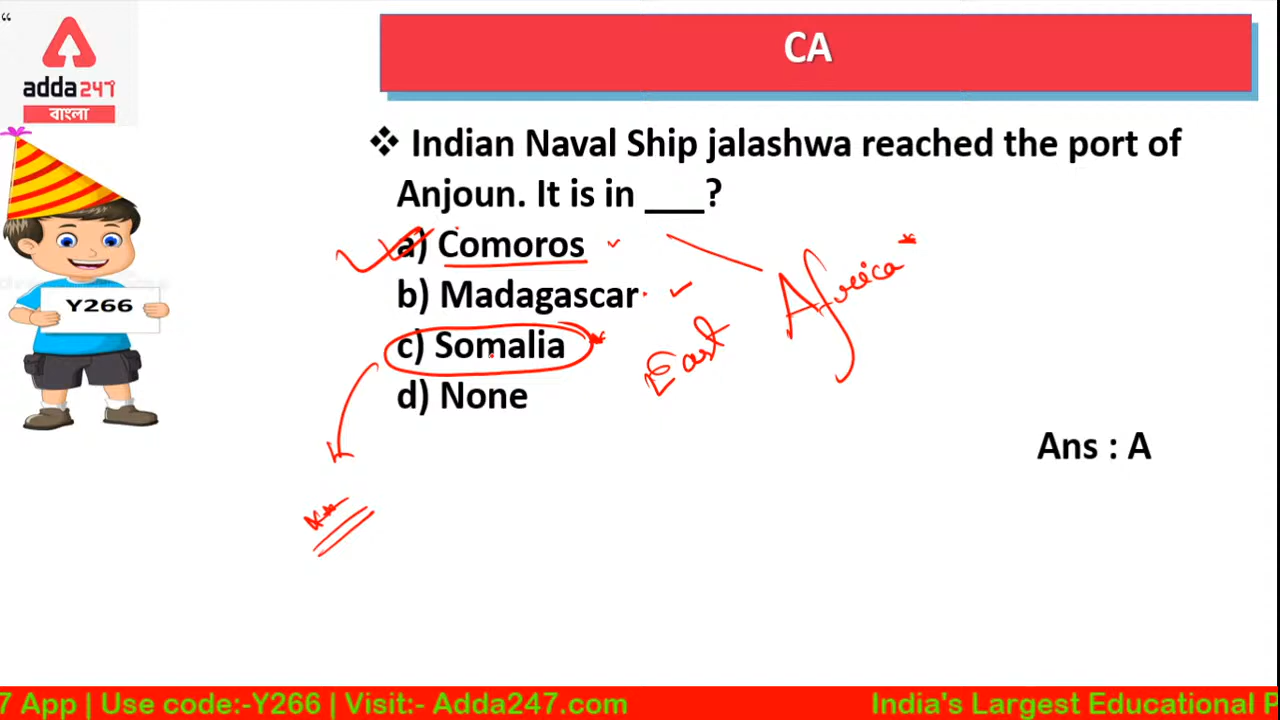 “
CA
adda247
বাংলা
❖ Indian Naval Ship jalashwa reached the port of
Anjoun. It is in ___?
a) Comoros
b) Madagascar
c) Somalia
d) None
East Africa
Y266
Ans : A
7 App | Use code:-Y266 | Visit:- Adda247.com
India's Largest Educational P